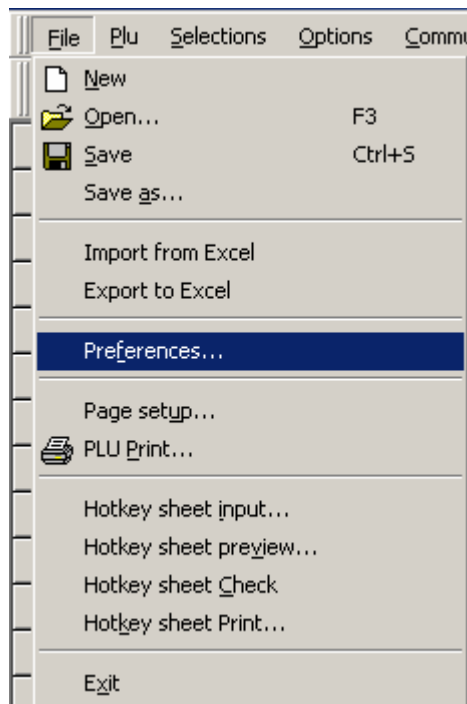 File Plu Selections Options Commu
New
Open... F3
Save Ctrl+S
Save as...
Import from Excel
Export to Excel
Preferences...
Page setup...
PLU Print...
Hotkey sheet input...
Hotkey sheet preview...
Hotkey sheet Check
Hotkey sheet Print...
Exit